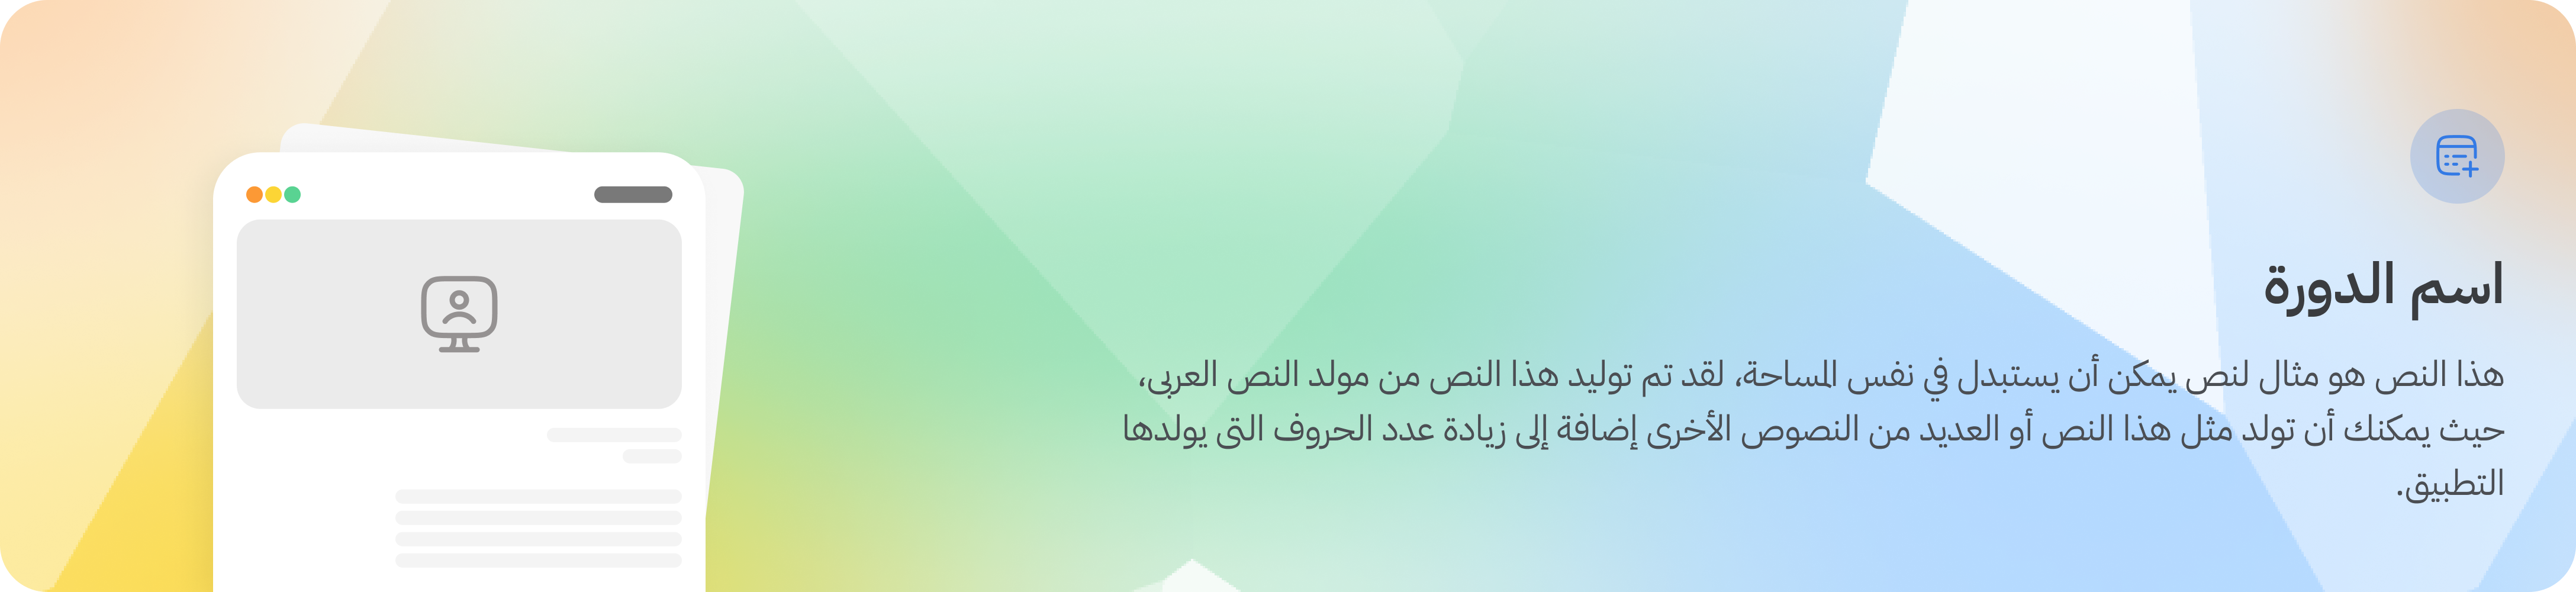 اسم الدورة
هذا النص هو مثال لنص يمكن أن يستبدل في نفس المساحة، لقد تم توليد هذا النص من مولد النص العربى،
حيث يمكنك أن تولد مثل هذا النص أو العديد من النصوص الأخرى إضافة إلى زيادة عدد الحروف التى يولدها
التطبيق.